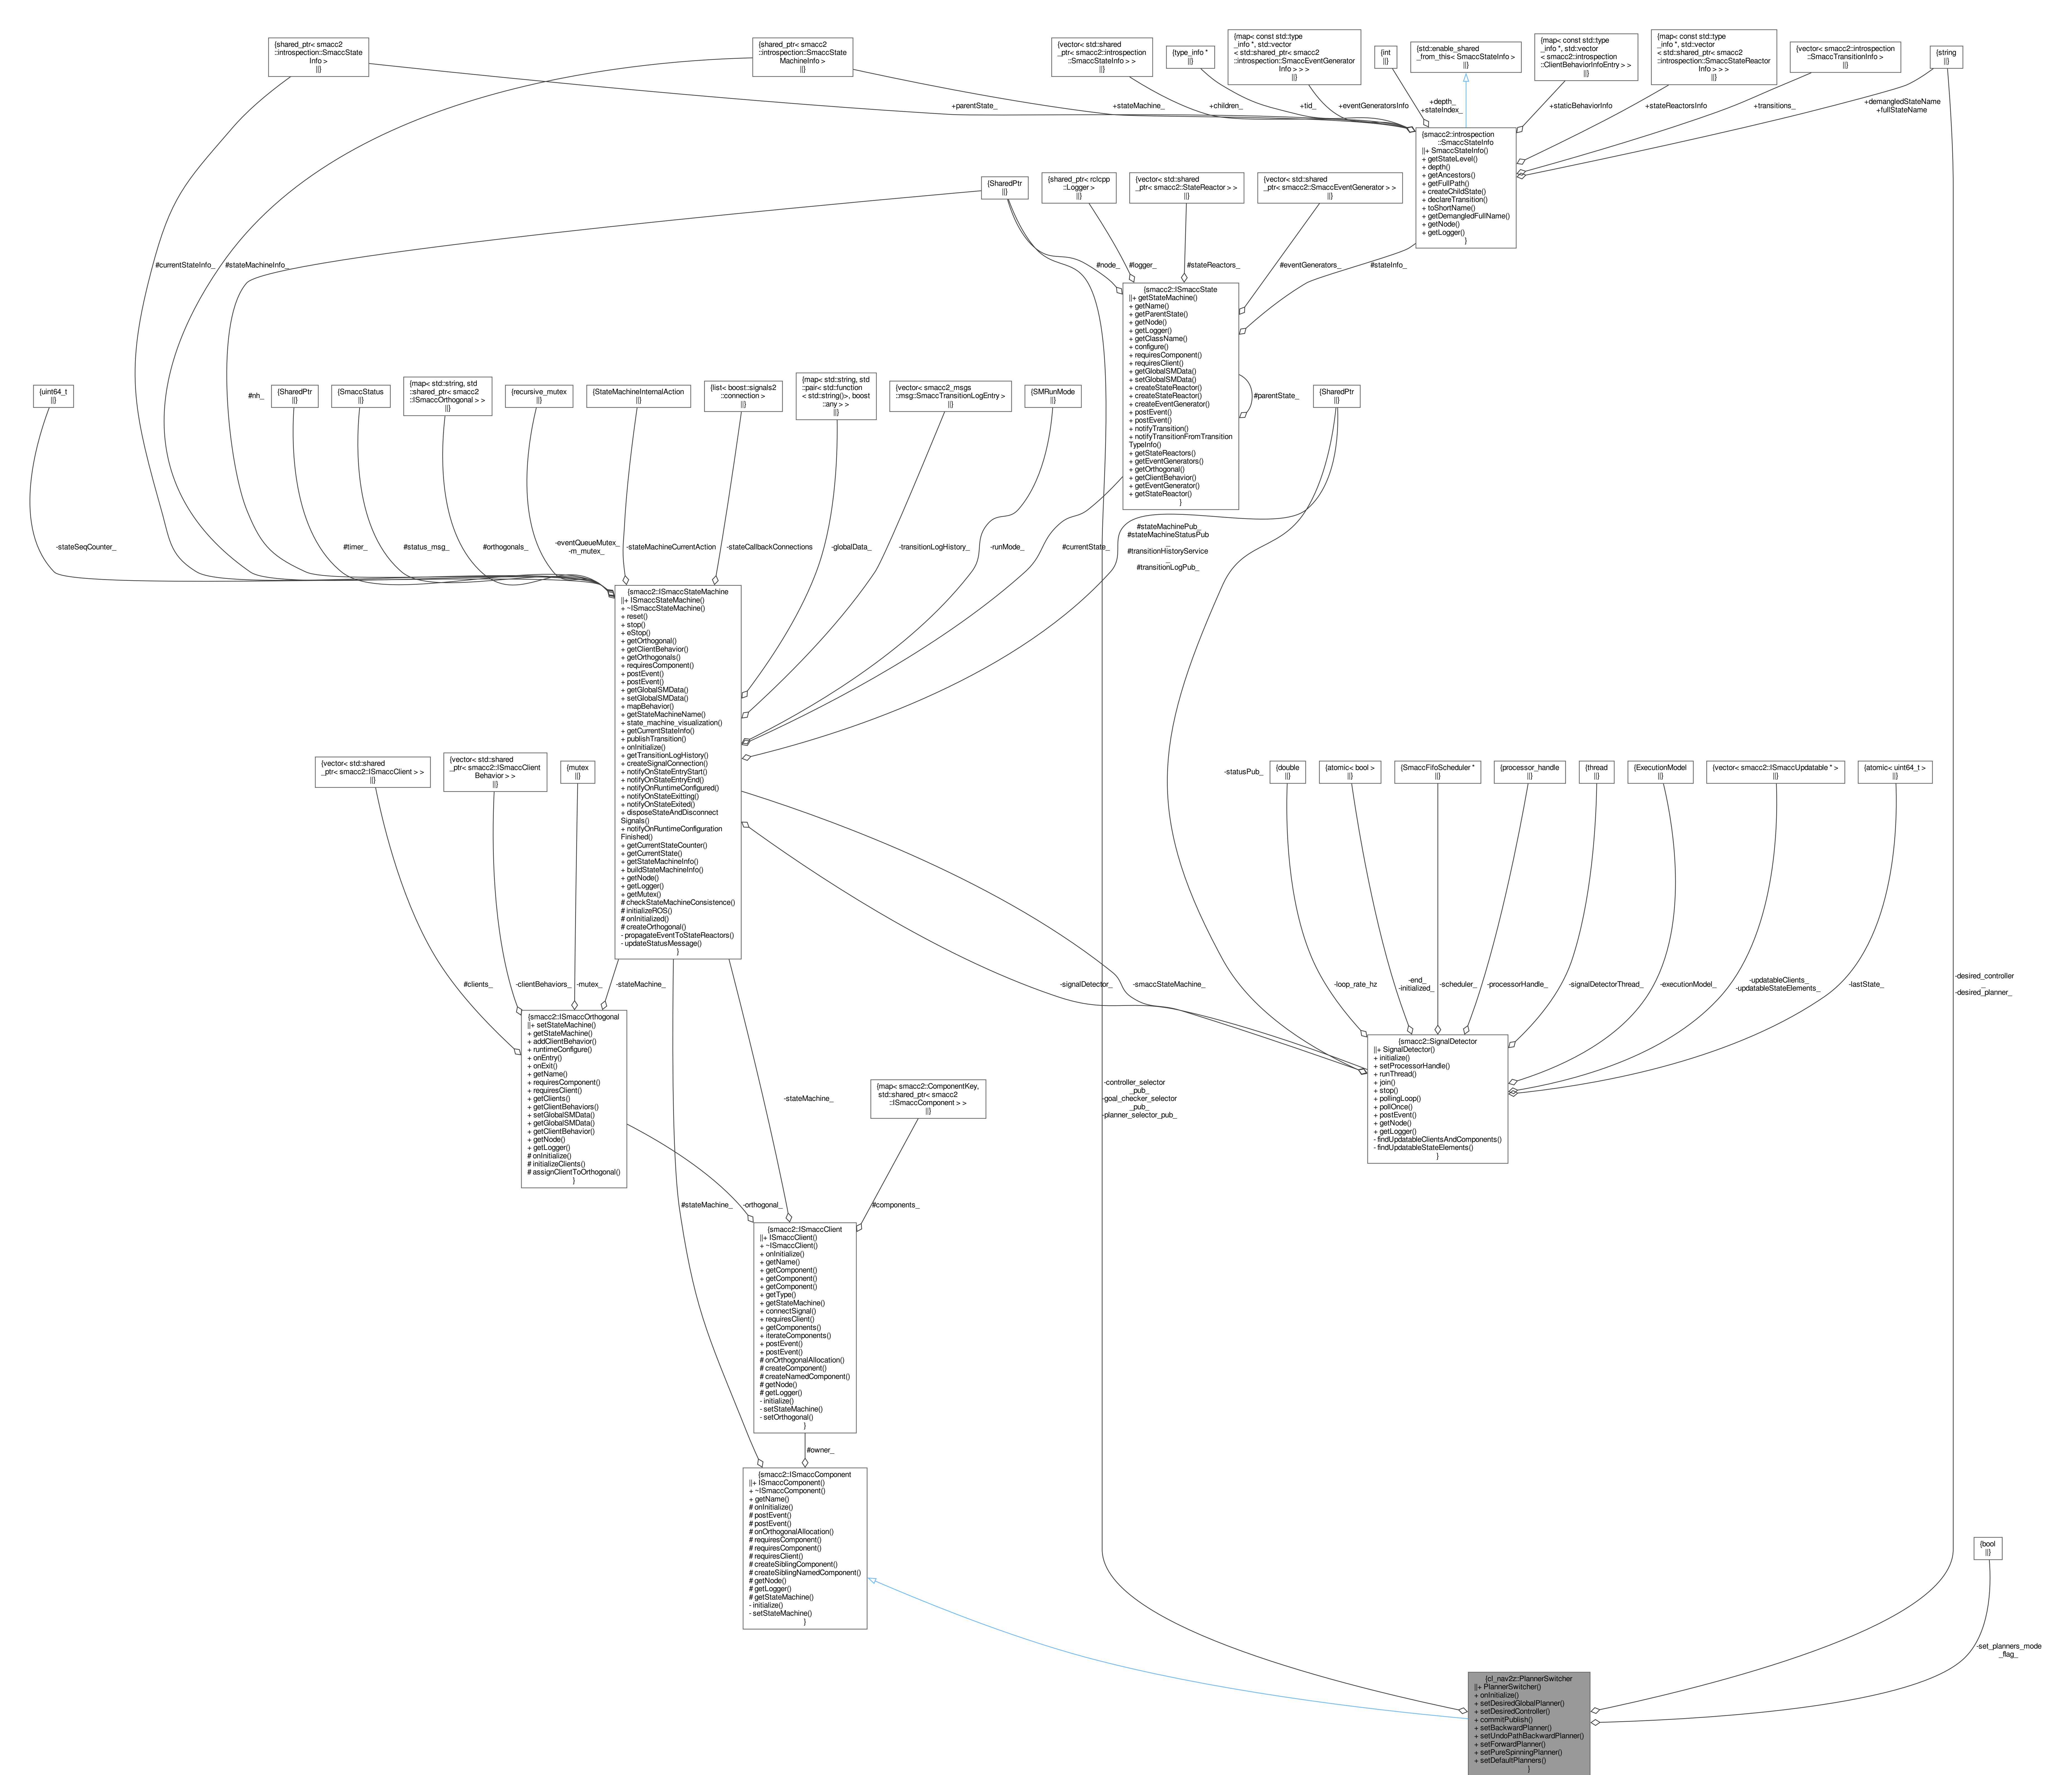 {shared_ptr< smacc2
::introspection::SmaccState
Info >
||}
{shared_ptr< smacc2
::introspection::SmaccState
MachineInfo >
||}
{vector< std::shared
_ptr< smacc2::introspection
::SmaccStateInfo > >
||}
{type_info *
||}
{map< const std::type
_info *, std::vector
< std::shared_ptr< smacc2
::introspection::SmaccEventGenerator
Info > > >
||}
{int
||}
{std::enable_shared
_from_this< SmaccStateInfo >
||}
{map< const std::type
_info *, std::vector
< smacc2::introspection
::ClientBehaviorInfoEntry > >
||}
{map< const std::type
_info *, std::vector
< std::shared_ptr< smacc2
::introspection::SmaccStateReactor
Info > > >
||}
{vector< smacc2::introspection
::SmaccTransitionInfo >
||}
{string
||}
+parentState_
+stateMachine_
+children_
+tid_
+eventGeneratorsInfo
+depth_
+stateIndex_
+staticBehaviorInfo
+stateReactorsInfo
+transitions_
+demangledStateName
+fullStateName
{smacc2::introspection
::SmaccStateInfo
||+ SmaccStateInfo()
+ getStateLevel()
+ depth()
+ getAncestors()
+ getFullPath()
+ createChildState()
+ declareTransition()
+ toShortName()
+ getDemangledFullName()
+ getNode()
+ getLogger()
}
{SharedPtr
||}
{shared_ptr< rclcpp
::Logger >
||}
{vector< std::shared
_ptr< smacc2::StateReactor > >
||}
{vector< std::shared
_ptr< smacc2::SmaccEventGenerator > >
||}
#currentStateInfo_
#stateMachineInfo_
#node_
#logger_
#stateReactors_
#eventGenerators_
#stateInfo_
{smacc2::ISmaccState
||+ getStateMachine()
+ getName()
+ getParentState()
+ getNode()
+ getLogger()
+ getClassName()
+ configure()
+ requiresComponent()
+ requiresClient()
+ getGlobalSMData()
+ setGlobalSMData()
+ createStateReactor()
+ createStateReactor()
+ createEventGenerator()
+ postEvent()
+ postEvent()
+ notifyTransition()
+ notifyTransitionFromTransition
TypeInfo()
+ getStateReactors()
+ getEventGenerators()
+ getOrthogonal()
+ getClientBehavior()
+ getEventGenerator()
+ getStateReactor()
}
#parentState_
{uint64_t
||}
#nh_
{SharedPtr
||}
{SmaccStatus
||}
{map< std::string, std
::shared_ptr< smacc2
::ISmaccOrthogonal > >
||}
{recursive_mutex
||}
{StateMachineInternalAction
||}
{list< boost::signals2
::connection >
||}
{map< std::string, std
::pair< std::function
< std::string()>, boost
::any > >
||}
{vector< smacc2_msgs
::msg::SmaccTransitionLogEntry >
||}
{SMRunMode
||}
{SharedPtr
||}
-stateSeqCounter_
#timer_
#status_msg_
#orthogonals_
-eventQueueMutex_
-m_mutex_
-stateMachineCurrentAction
-stateCallbackConnections
-globalData_
-transitionLogHistory_
-runMode_
#currentState_
#stateMachinePub_
#stateMachineStatusPub
_
#transitionHistoryService
_
#transitionLogPub_
{smacc2::ISmaccStateMachine
||+ ISmaccStateMachine()
+ ~ISmaccStateMachine()
+ reset()
+ stop()
+ eStop()
+ getOrthogonal()
+ getClientBehavior()
+ getOrthogonals()
+ requiresComponent()
+ postEvent()
+ postEvent()
+ getGlobalSMData()
+ setGlobalSMData()
+ mapBehavior()
+ getStateMachineName()
+ state_machine_visualization()
+ getCurrentStateInfo()
+ publishTransition()
+ onInitialize()
+ getTransitionLogHistory()
+ createSignalConnection()
+ notifyOnStateEntryStart()
+ notifyOnStateEntryEnd()
+ notifyOnRuntimeConfigured()
+ notifyOnStateExitting()
+ notifyOnStateExited()
+ disposeStateAndDisconnect
Signals()
+ notifyOnRuntimeConfiguration
Finished()
+ getCurrentStateCounter()
+ getCurrentState()
+ getStateMachineInfo()
+ buildStateMachineInfo()
+ getNode()
+ getLogger()
+ getMutex()
# checkStateMachineConsistence()
# initializeROS()
# onInitialized()
# createOrthogonal()
- propagateEventToStateReactors()
- updateStatusMessage()
}
{vector< std::shared
_ptr< smacc2::ISmaccClient > >
||}
{vector< std::shared
_ptr< smacc2::ISmaccClient
Behavior > >
||}
{mutex
||}
-statusPub_
{double
||}
{atomic< bool >
||}
{SmaccFifoScheduler *
||}
{processor_handle
||}
{thread
||}
{ExecutionModel
||}
{vector< smacc2::ISmaccUpdatable * >
||}
{atomic< uint64_t >
||}
#clients_
-clientBehaviors_
-mutex_
-stateMachine_
-signalDetector_
-smaccStateMachine_
-loop_rate_hz
-end_
-initialized_
-scheduler_
-processorHandle_
-signalDetectorThread_
-executionModel_
-updatableClients_
-updatableStateElements_
-lastState_
-desired_controller
_
-desired_planner_
{smacc2::ISmaccOrthogonal
||+ setStateMachine()
+ getStateMachine()
+ addClientBehavior()
+ runtimeConfigure()
+ onEntry()
+ onExit()
+ getName()
+ requiresComponent()
+ requiresClient()
+ getClients()
+ getClientBehaviors()
+ setGlobalSMData()
+ getGlobalSMData()
+ getClientBehavior()
+ getNode()
+ getLogger()
# onInitialize()
# initializeClients()
# assignClientToOrthogonal()
}
{smacc2::SignalDetector
||+ SignalDetector()
+ initialize()
+ setProcessorHandle()
+ runThread()
+ join()
+ stop()
+ pollingLoop()
+ pollOnce()
+ postEvent()
+ getNode()
+ getLogger()
- findUpdatableClientsAndComponents()
- findUpdatableStateElements()
}
-stateMachine_
{map< smacc2::ComponentKey,
std::shared_ptr< smacc2
::ISmaccComponent > >
||}
-controller_selector
_pub_
-goal_checker_selector
_pub_
-planner_selector_pub_
#stateMachine_
-orthogonal_
#components_
{smacc2::ISmaccClient
||+ ISmaccClient()
+ ~ISmaccClient()
+ onInitialize()
+ getName()
+ getComponent()
+ getComponent()
+ getComponent()
+ getType()
+ getStateMachine()
+ connectSignal()
+ requiresClient()
+ getComponents()
+ iterateComponents()
+ postEvent()
+ postEvent()
# onOrthogonalAllocation()
# createComponent()
# createNamedComponent()
# getNode()
# getLogger()
- initialize()
- setStateMachine()
- setOrthogonal()
}
#owner_
{smacc2::ISmaccComponent
||+ ISmaccComponent()
+ ~ISmaccComponent()
+ getName()
# onInitialize()
# postEvent()
# postEvent()
# onOrthogonalAllocation()
# requiresComponent()
# requiresComponent()
# requiresClient()
# createSiblingComponent()
# createSiblingNamedComponent()
# getNode()
# getLogger()
# getStateMachine()
- initialize()
- setStateMachine()
}
{bool
||}
-set_planners_mode
_flag_
{cl_nav2z::PlannerSwitcher
||+ PlannerSwitcher()
+ onInitialize()
+ setDesiredGlobalPlanner()
+ setDesiredController()
+ commitPublish()
+ setBackwardPlanner()
+ setUndoPathBackwardPlanner()
+ setForwardPlanner()
+ setPureSpinningPlanner()
+ setDefaultPlanners()
}